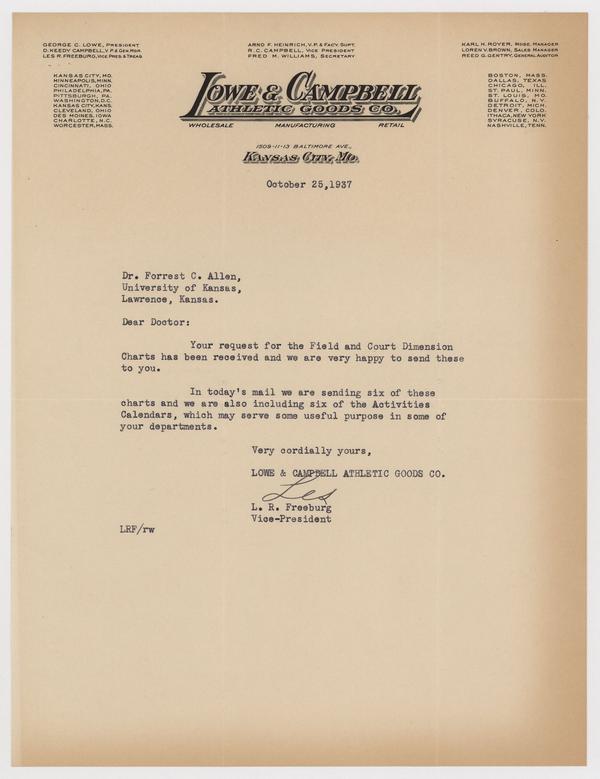 GEORGE C. LOWE, PRESIDENT
D. KEEDY CAMPBELL, V. P. & GEN. MGR.
LES R. FREEBURG, VICE PRES. & TREAS.
ARNO F. HEINRICH, V. P. & FACY. SUPT.
R. C. CAMPBELL, VICE PRESIDENT
FRED M. WILLIAMS, SECRETARY
KARL H. ROYER, MDSE. MANAGER
LOREN V. BROWN, SALES MANAGER
REED G. GENTRY, GENERAL AUDITOR
KANSAS CITY, MO.
MINNEAPOLIS, MINN.
CINCINNATI, OHIO
PHILADELPHIA, PA.
PITTSBURGH, PA.
WASHINGTON, D.C.
KANSAS CITY, KANS.
CLEVELAND, OHIO
DES MOINES, IOWA
CHARLOTTE, N.C.
WORCESTER, MASS.
LOWE & CAMPBELL
ATHLETIC GOODS CO.
WHOLESALE MANUFACTURING RETAIL
BOSTON, MASS.
DALLAS, TEXAS
CHICAGO, ILL.
ST. PAUL, MINN.
ST. LOUIS, MO.
BUFFALO, N.Y.
DETROIT, MICH.
DENVER, COLO.
ITHACA, NEW YORK
SYRACUSE, N.Y.
NASHVILLE, TENN.
1509-11-13 BALTIMORE AVE.,
KANSAS CITY, MO.
October 25,1937
Dr. Forrest C. Allen,
University of Kansas,
Lawrence, Kansas.
Dear Doctor:
Your request for the Field and Court Dimension
Charts has been received and we are very happy to send these
to you.
In today's mail we are sending six of these
charts and we are also including six of the Activities
Calendars, which may serve some useful purpose in some of
your departments.
Very cordially yours,
LOWE & CAMPBELL ATHLETIC GOODS CO.
Les
L. R. Freeburg
Vice-President
LRF/rw